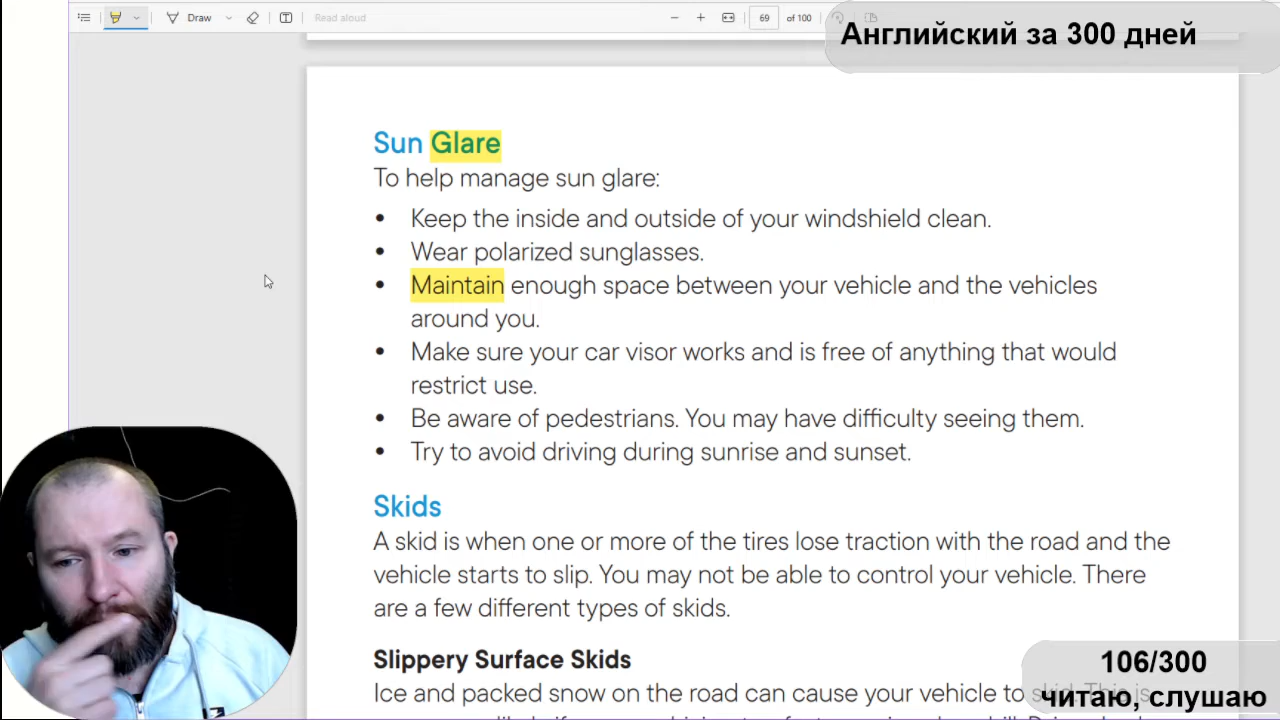 Draw
Read aloud
69 of 100
Английский за 300 дней
Sun Glare
To help manage sun glare:
• Keep the inside and outside of your windshield clean.
• Wear polarized sunglasses.
• Maintain enough space between your vehicle and the vehicles
around you.
• Make sure your car visor works and is free of anything that would
restrict use.
• Be aware of pedestrians. You may have difficulty seeing them.
• Try to avoid driving during sunrise and sunset.
Skids
A skid is when one or more of the tires lose traction with the road and the
vehicle starts to slip. You may not be able to control your vehicle. There
are a few different types of skids.
Slippery Surface Skids
Ice and packed snow on the road can cause your vehicle to skid. This is
106/300
читаю, слушаю